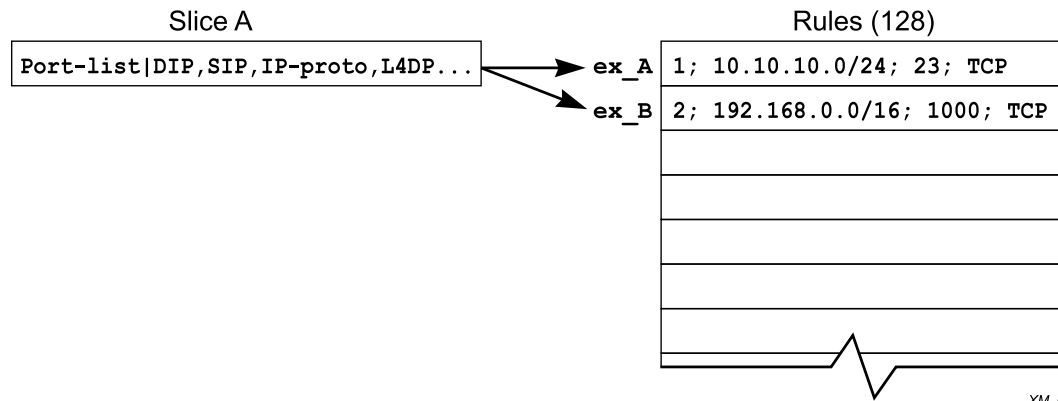 Slice A
Rules (128)
Port-list|DIP,SIP,IP-proto,L4DP...
ex_A 1; 10.10.10.0/24; 23; TCP
ex_B 2; 192.168.0.0/16; 1000; TCP